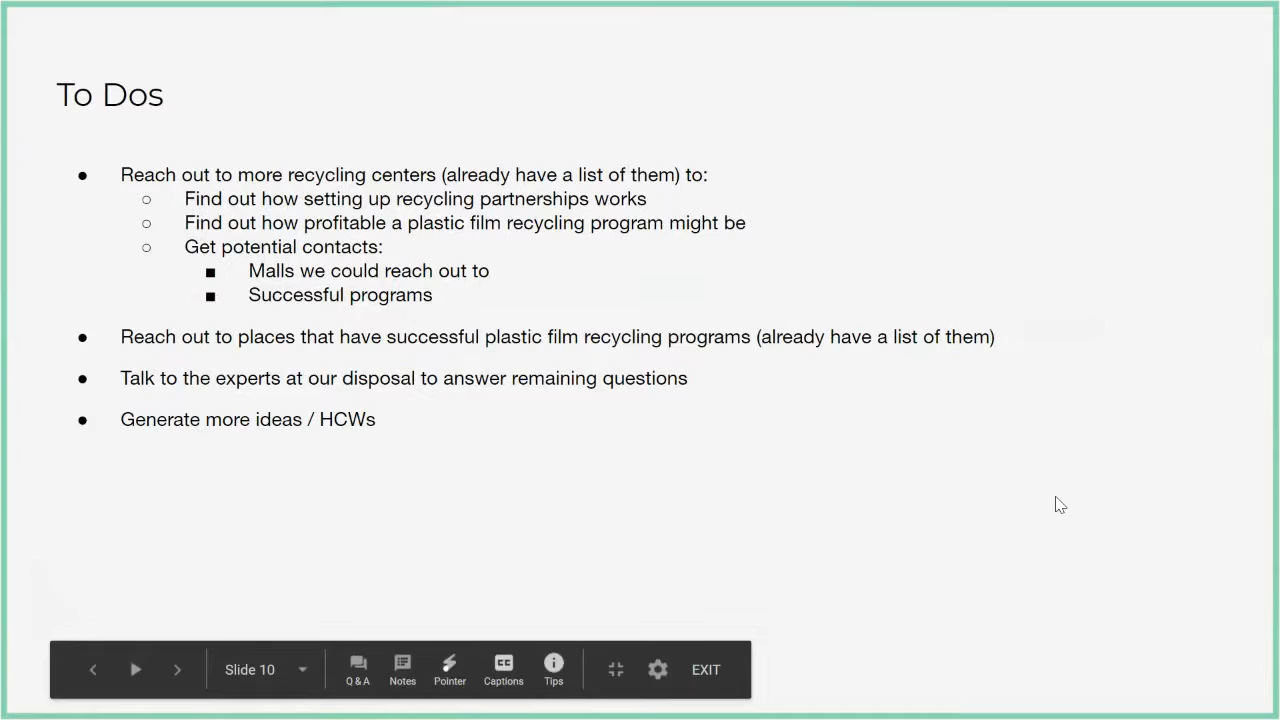 To Dos
● Reach out to more recycling centers (already have a list of them) to:
○ Find out how setting up recycling partnerships works
○ Find out how profitable a plastic film recycling program might be
○ Get potential contacts:
■ Malls we could reach out to
■ Successful programs
● Reach out to places that have successful plastic film recycling programs (already have a list of them)
● Talk to the experts at our disposal to answer remaining questions
● Generate more ideas / HCWs
Slide 10
Q & A Notes Pointer Captions Tips EXIT